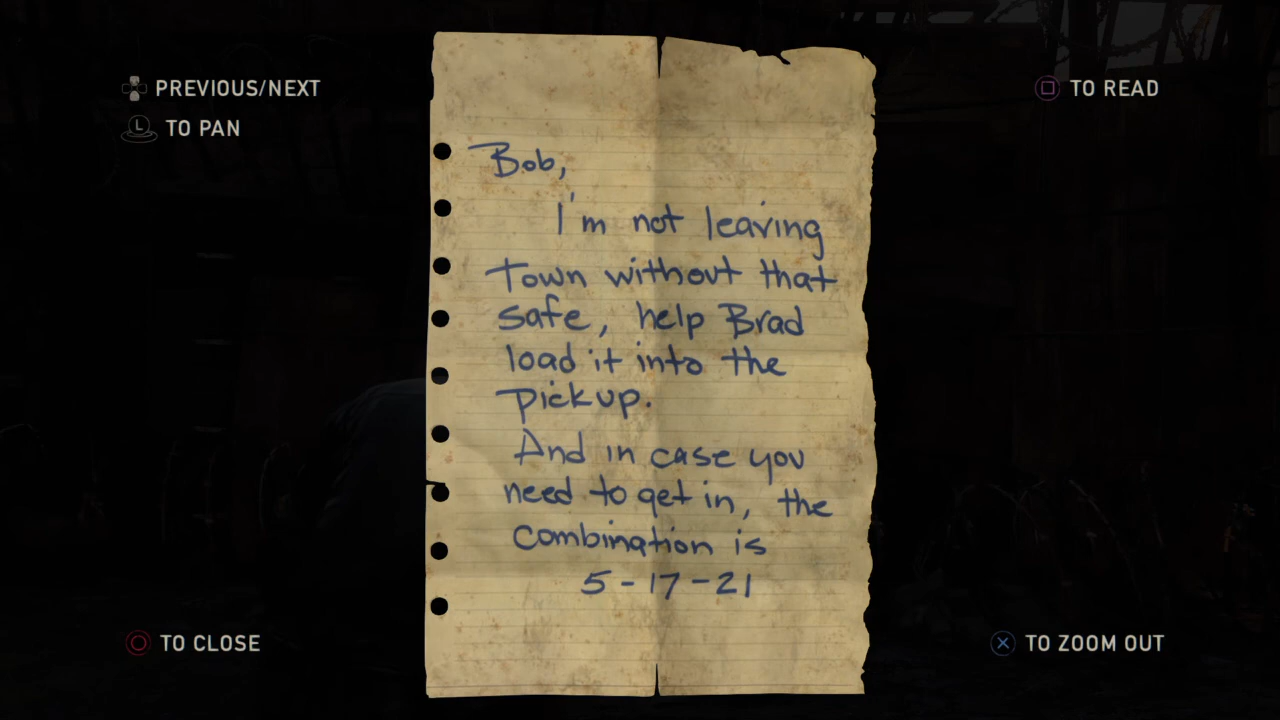 PREVIOUS/NEXT
L TO PAN
TO READ
Bob,
I'm not leaving
Town without that
safe, help Brad
load it into the
pickup.
And in case you
need to get in, the
combination is
5-17-21
TO CLOSE
TO ZOOM OUT